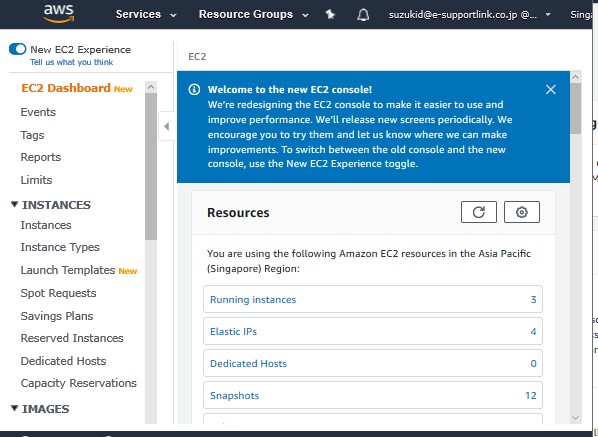 aws
Services
Resource Groups
suzukid@e-supportlink.co.jp @...
Singa
New EC2 Experience
Tell us what you think
EC2 Dashboard New
Events
Tags
Reports
Limits
INSTANCES
Instances
Instance Types
Launch Templates New
Spot Requests
Savings Plans
Reserved Instances
Dedicated Hosts
Capacity Reservations
IMAGES
EC2
Welcome to the new EC2 console!
We're redesigning the EC2 console to make it easier to use and
improve performance. We'll release new screens periodically. We
encourage you to try them and let us know where we can make
improvements. To switch between the old console and the new
console, use the New EC2 Experience toggle.
Resources
You are using the following Amazon EC2 resources in the Asia Pacific
(Singapore) Region:
Running instances 3
Elastic IPs 4
Dedicated Hosts 0
Snapshots 12